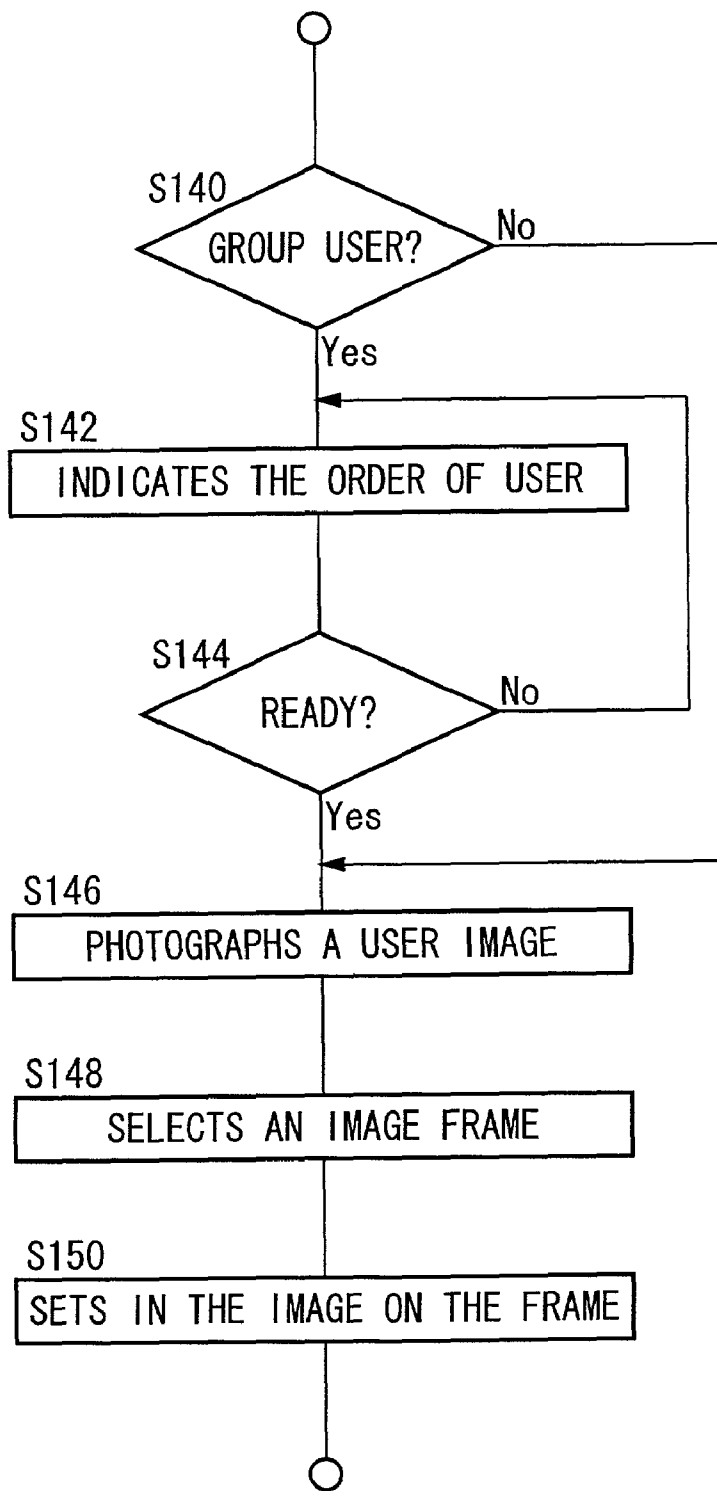 S140
GROUP USER?
No
Yes
S142
INDICATES THE ORDER OF USER
S144
READY?
No
Yes
S146
PHOTOGRAPHS A USER IMAGE
S148
SELECTS AN IMAGE FRAME
S150
SETS IN THE IMAGE ON THE FRAME